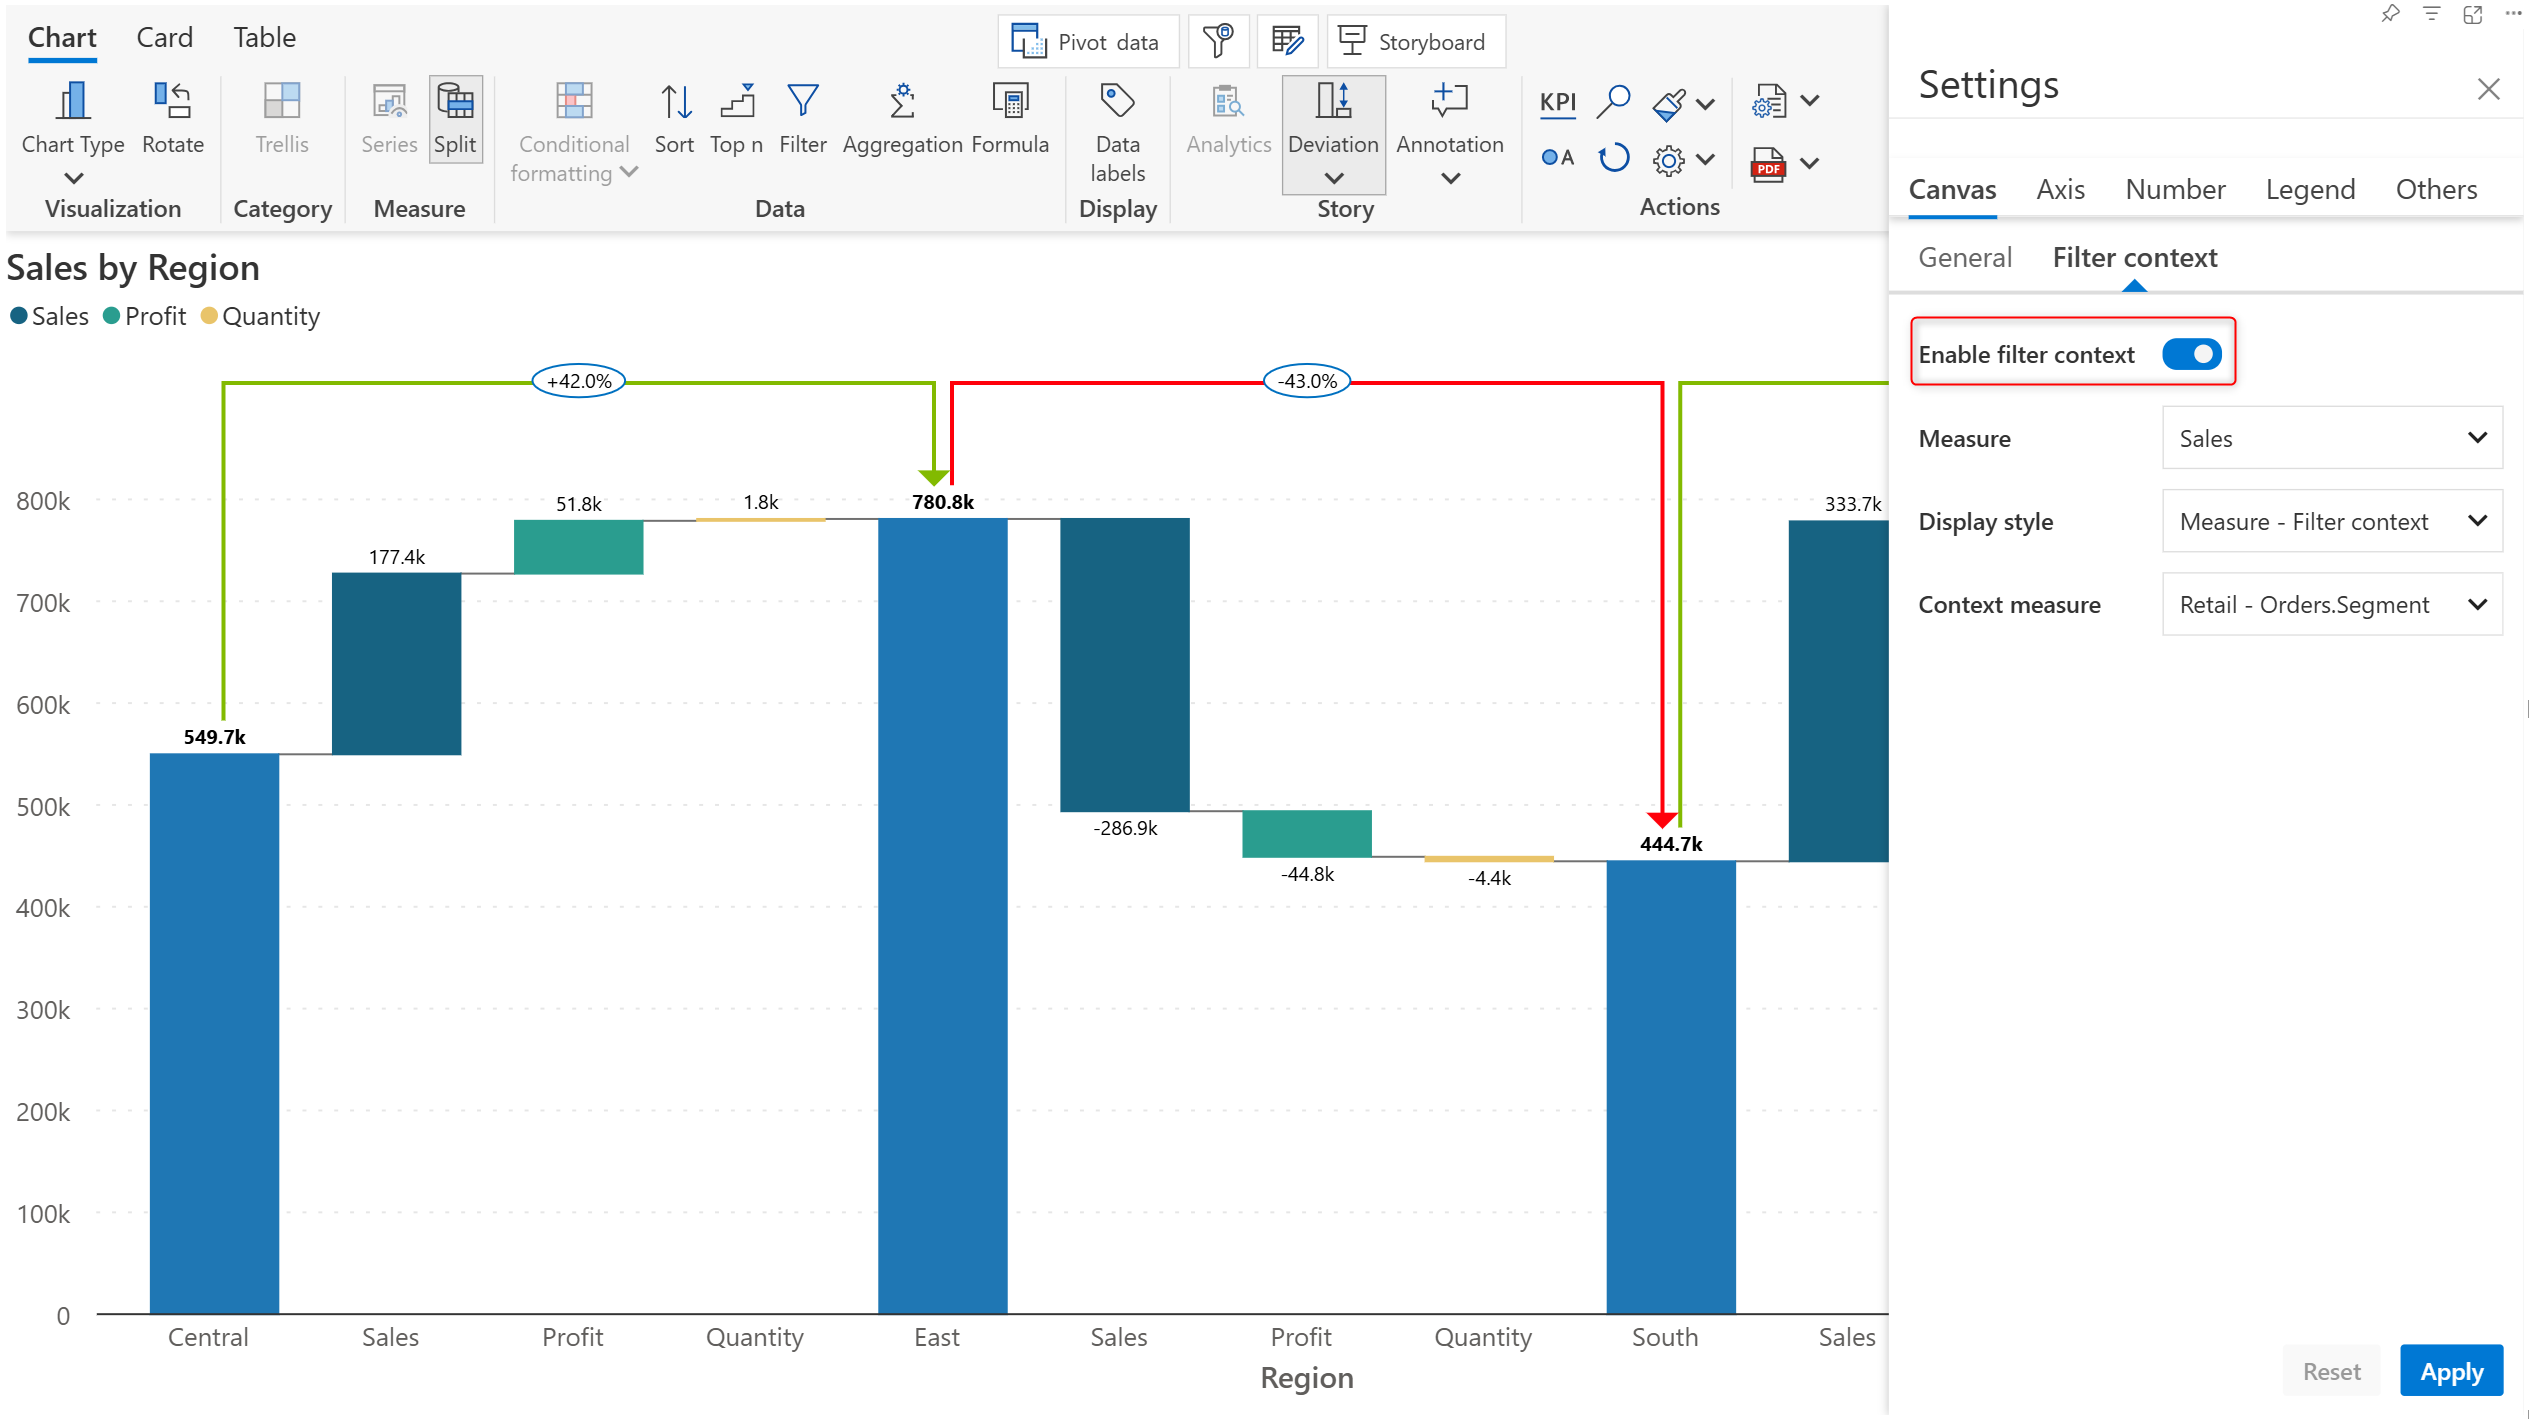 Chart Card Table
Pivot data
Storyboard
Chart Type Rotate
Trellis
Series Split
Conditional formatting
Sort Top n Filter Aggregation Formula
Data labels
Analytics Deviation Annotation
KPI
A
PDF
Visualization Category Measure Data Display Story Actions
Sales by Region
Sales Profit Quantity
+42.0% -43.0%
800k
700k
600k
500k
400k
300k
200k
100k
0
549.7k
177.4k
51.8k
1.8k
780.8k
-286.9k
-44.8k
-4.4k
444.7k
333.7k
Central Sales Profit Quantity East Sales Profit Quantity South Sales
Region
Settings
Canvas Axis Number Legend Others
General Filter context
Enable filter context
Measure Sales
Display style Measure - Filter context
Context measure Retail - Orders.Segment
Reset Apply